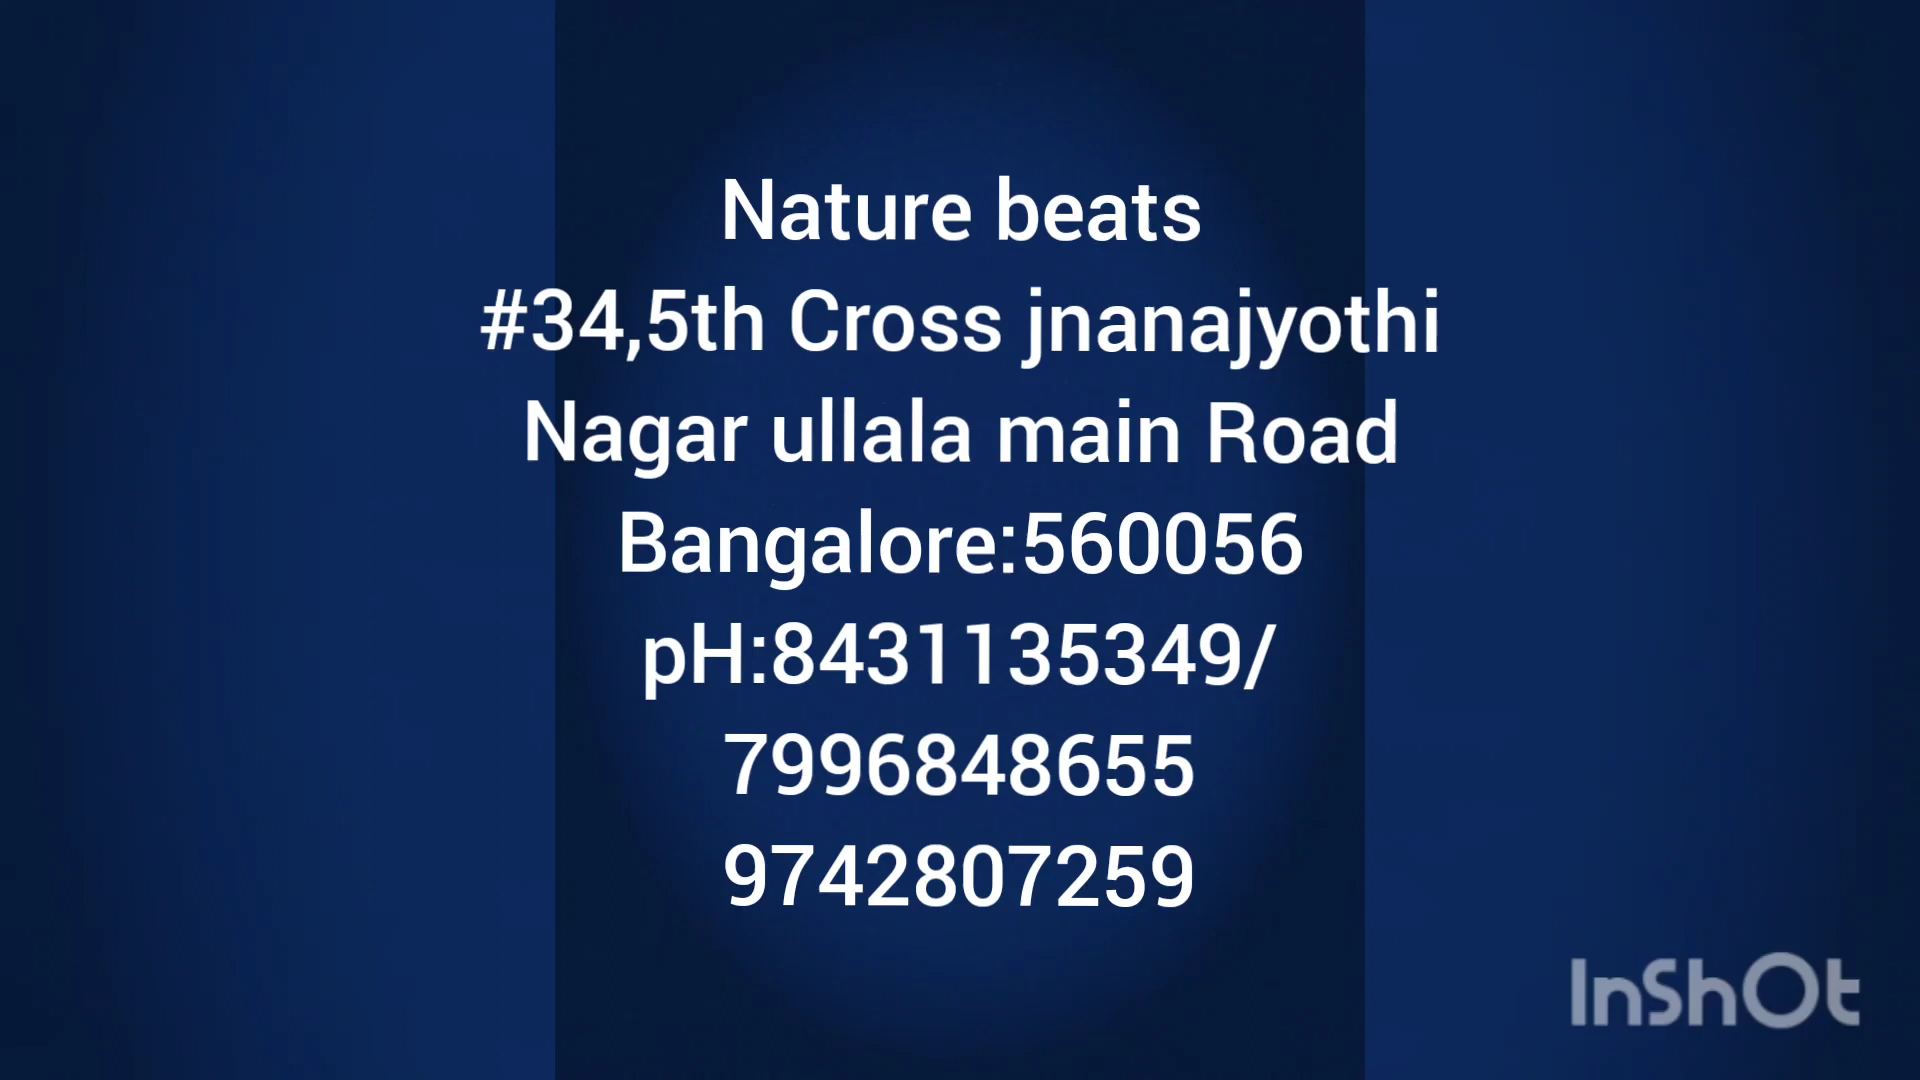 Nature beats
#34,5th Cross jnanajyothi
Nagar ullala main Road
Bangalore:560056
pH:8431135349/
7996848655
9742807259
InShOt